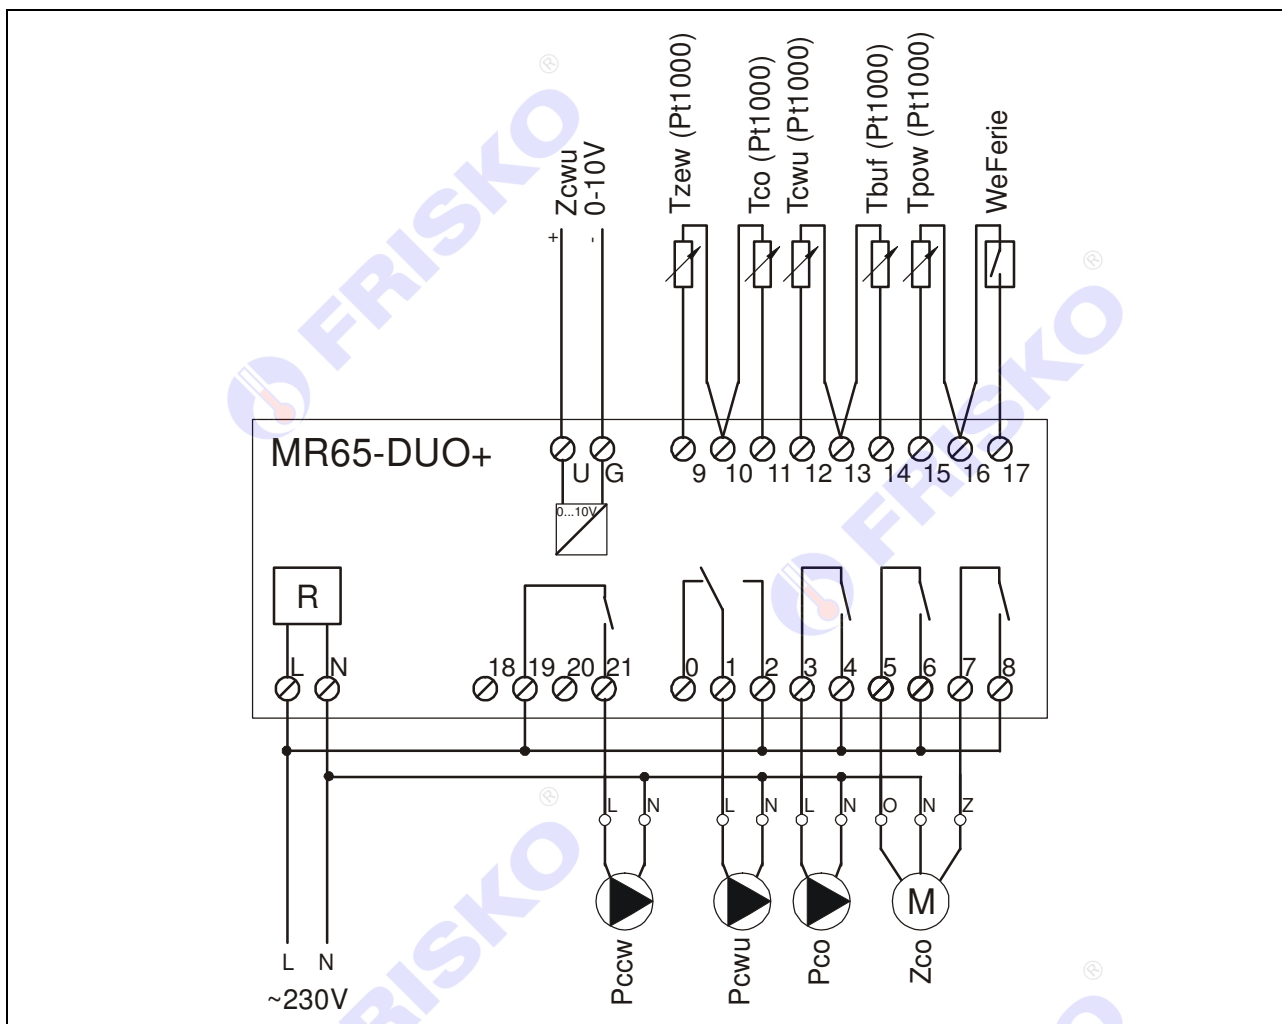 ®
FRISKO
Zcwu
0-10V
+
-
Tzew (Pt1000)
Tco (Pt1000)
Tcwu (Pt1000)
Tbuf (Pt1000)
Tpow (Pt1000)
WeFerie
®
FRISKO
MR65-DUO+
U G 9 10 11 12 13 14 15 16 17
0...10V
R
L N 18 19 20 21 0 1 2 3 4 5 6 7 8
®
FRISKO
L N L N L N O N Z
M
Pccw
Pcwu
Pco
Zco
L N
~230V
®